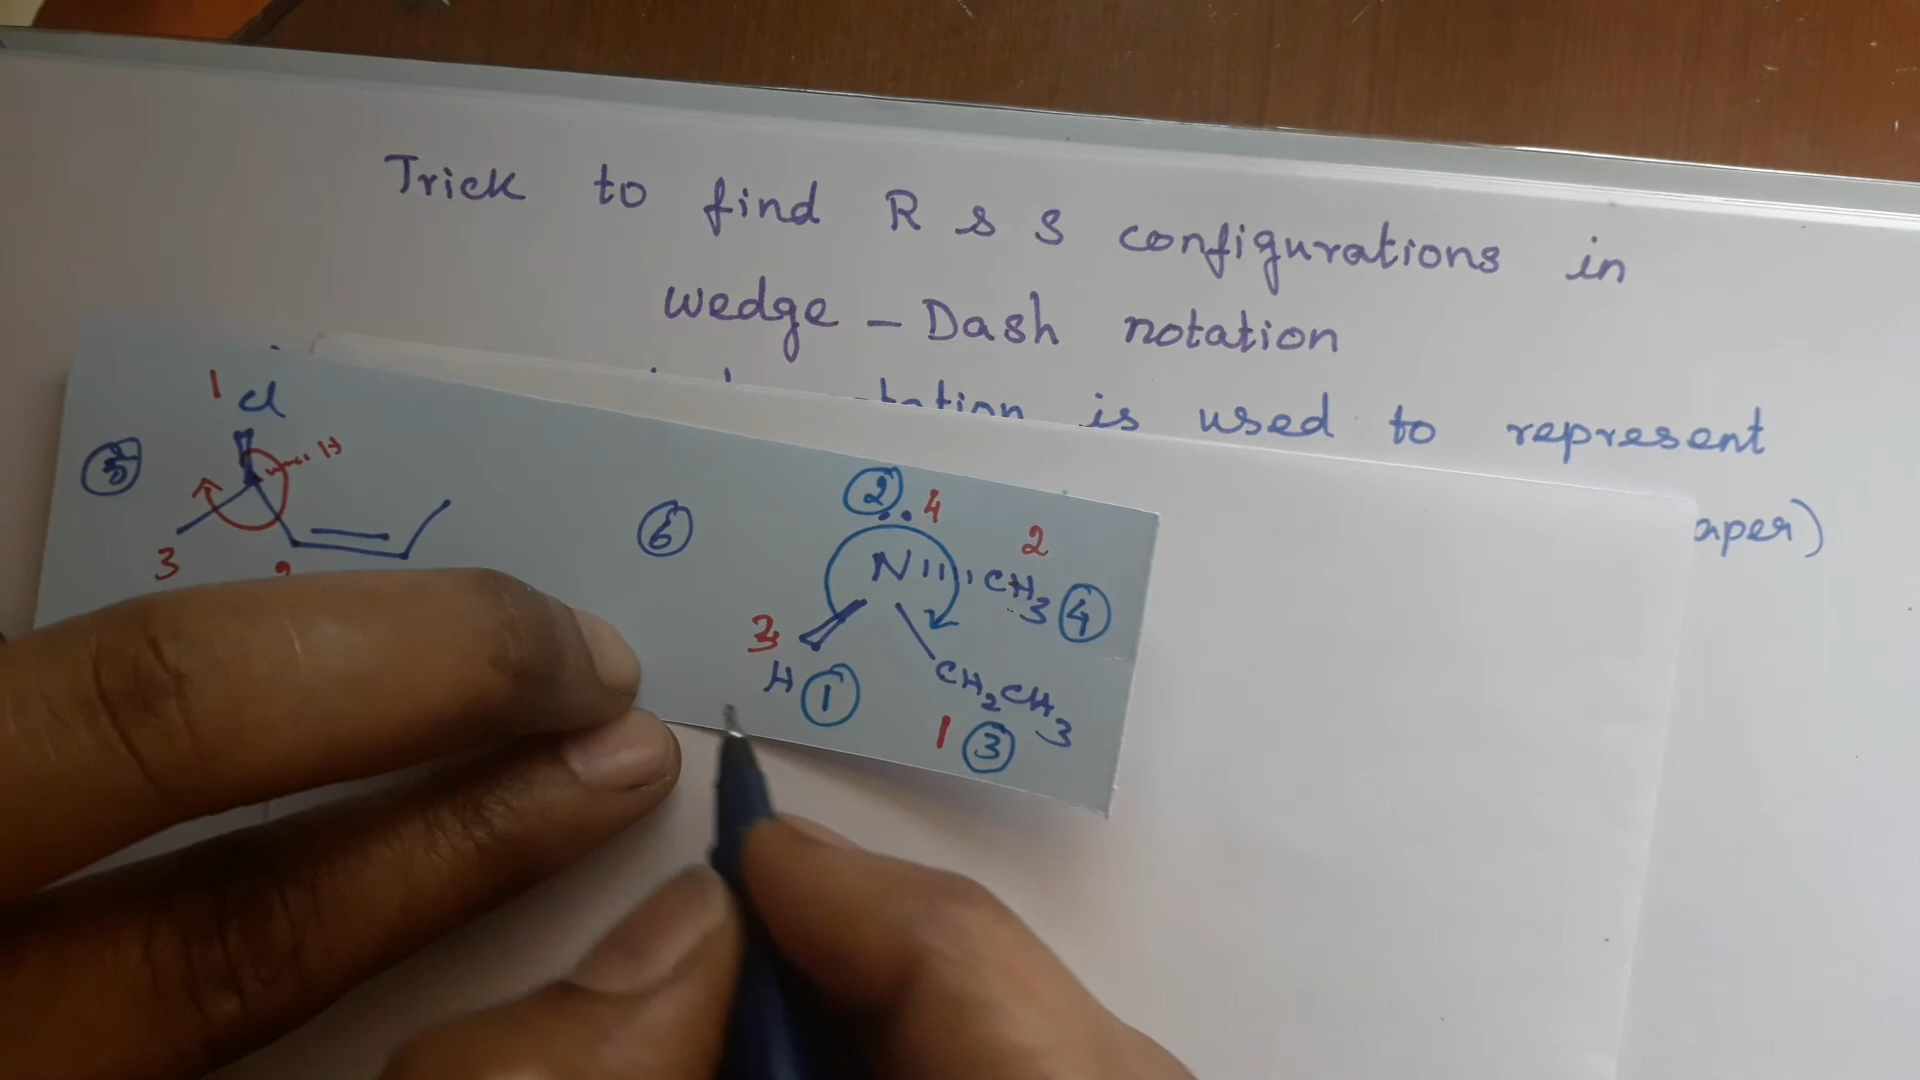 Trick to find R & S configurations in
wedge - Dash notation
is used to represent
aper)
5
1 Cl
H
3
6
2 4
2
N CH3 4
3
H 1
CH2CH3
1 3